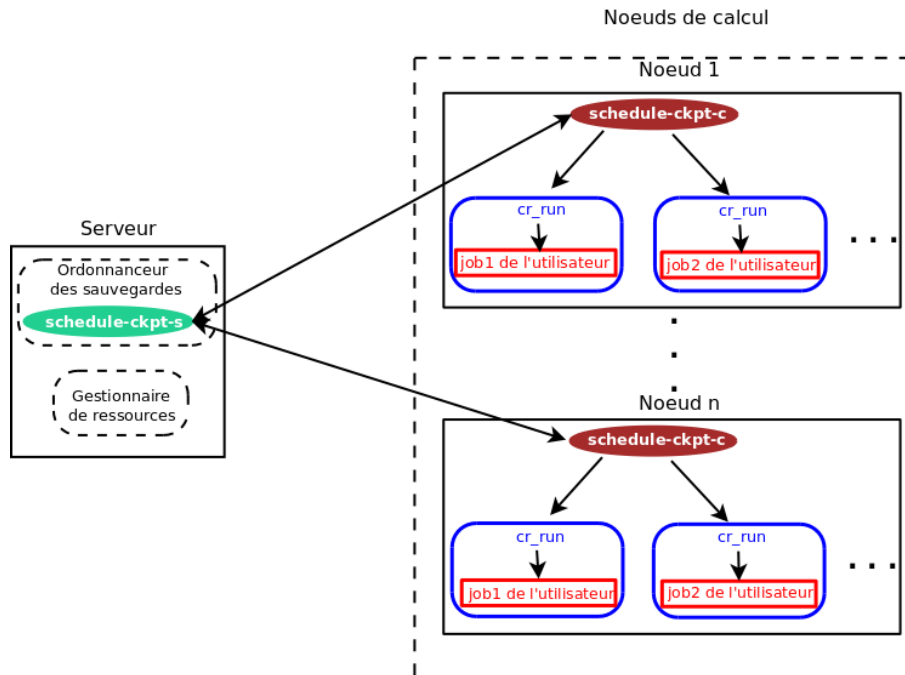 Noeuds de calcul
Noeud 1
schedule-ckpt-c
cr_run
job1 de l'utilisateur
cr_run
job2 de l'utilisateur
. . .
Serveur
Ordonnanceur
des sauvegardes
schedule-ckpt-s
Gestionnaire
de ressources
.
.
.
Noeud n
schedule-ckpt-c
cr_run
job1 de l'utilisateur
cr_run
job2 de l'utilisateur
. . .